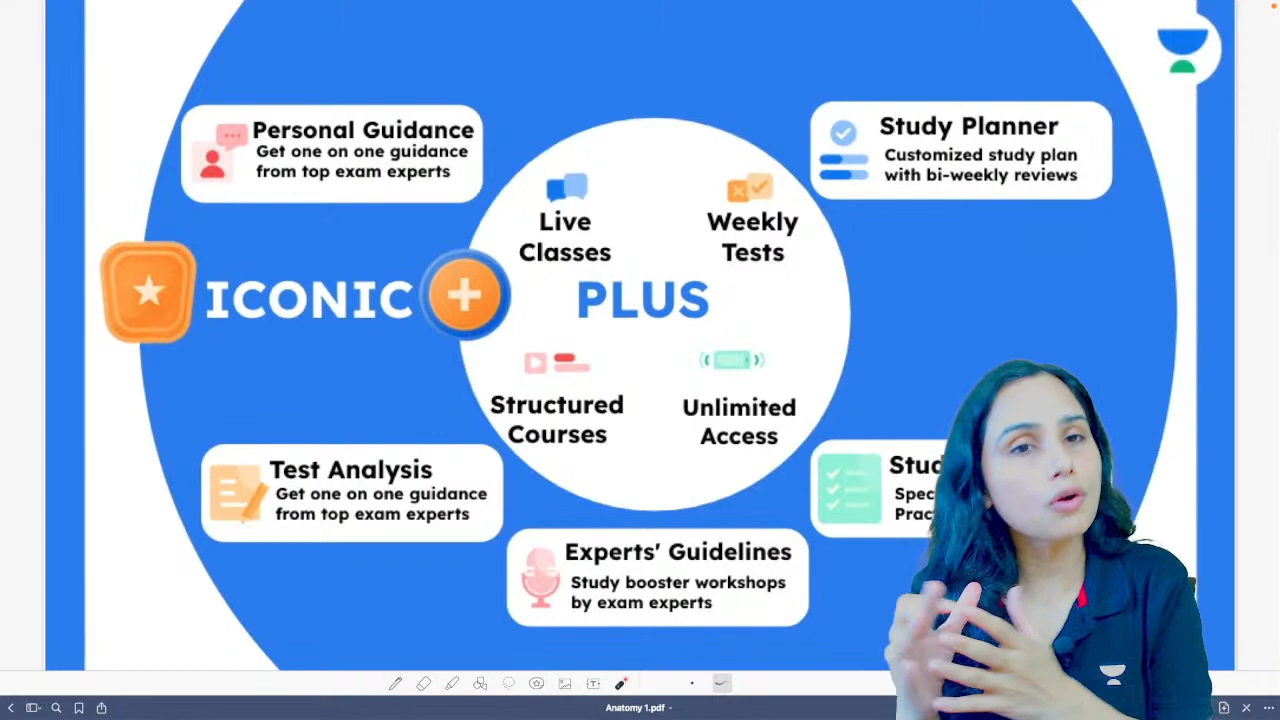 Personal Guidance
Get one on one guidance
from top exam experts
Study Planner
Customized study plan
with bi-weekly reviews
Live
Classes
Weekly
Tests
ICONIC
PLUS
Structured
Courses
Unlimited
Access
Test Analysis
Get one on one guidance
from top exam experts
Experts' Guidelines
Study booster workshops
by exam experts
Anatomy 1.pdf